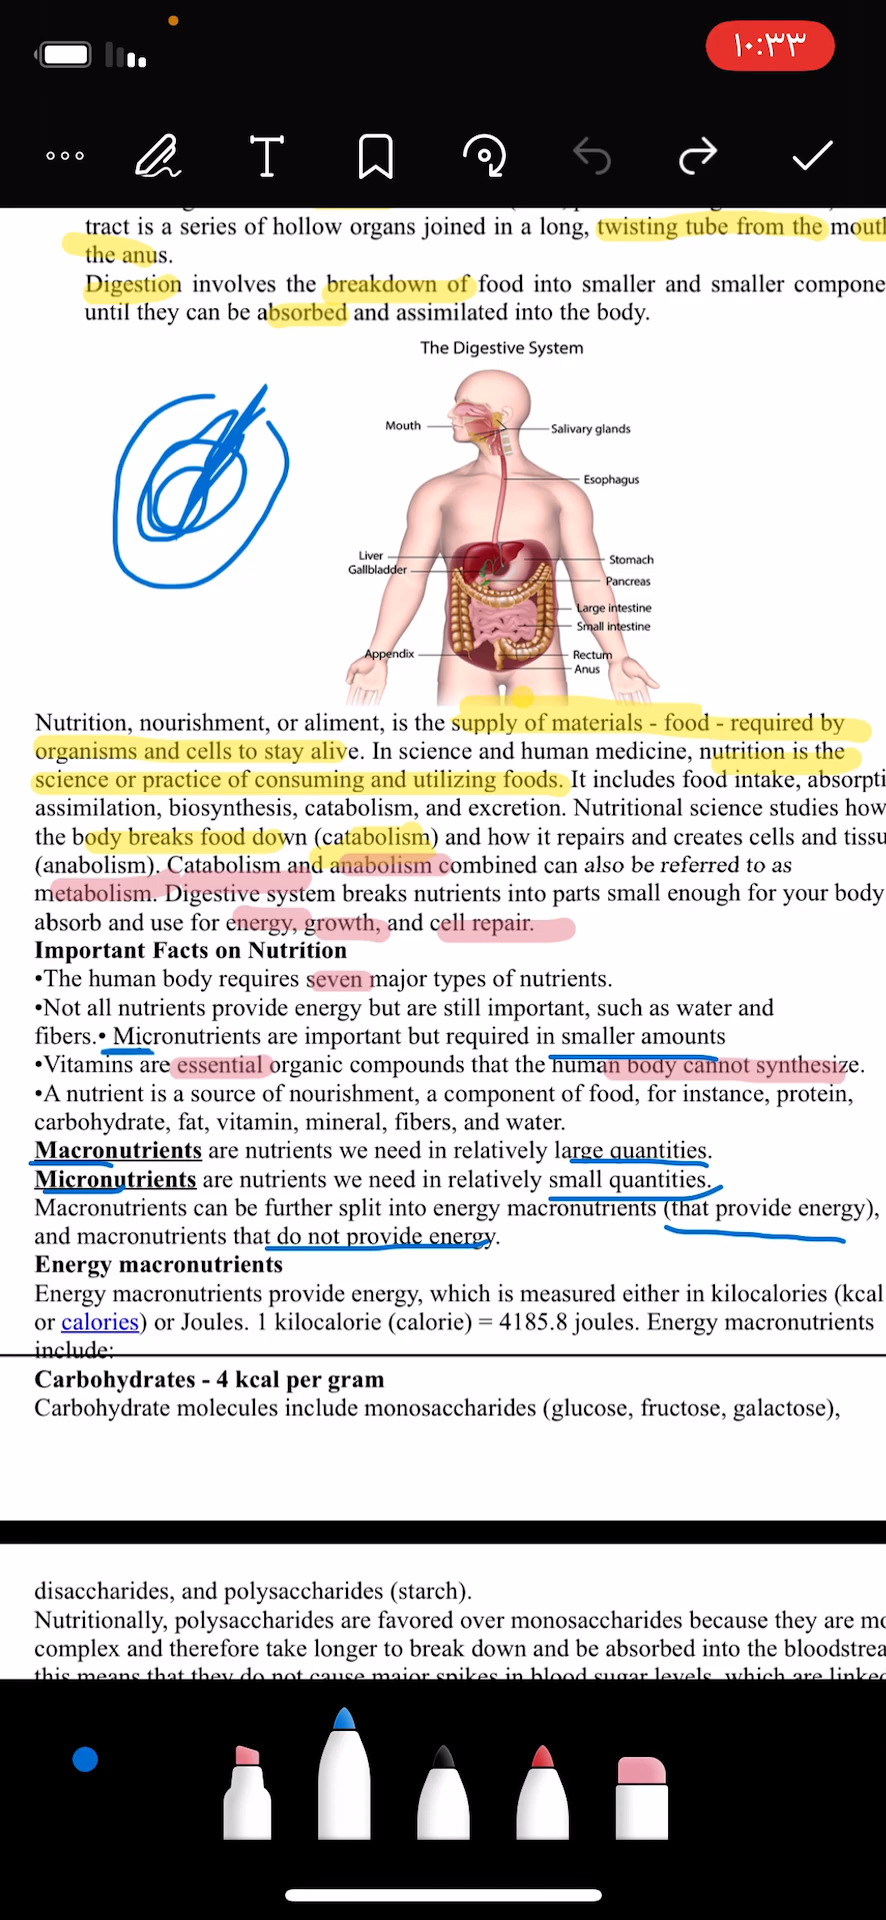 ١٠:٣٣
tract is a series of hollow organs joined in a long, twisting tube from the
the anus.
Digestion involves the breakdown of food into smaller and smaller
until they can be absorbed and assimilated into the body.
The Digestive System
Mouth
Salivary glands
Esophagus
Liver
Gallbladder
Stomach
Pancreas
Large intestine
Small intestine
Appendix
Rectum
Anus
Nutrition, nourishment, or aliment, is the supply of materials - food - required by
organisms and cells to stay alive. In science and human medicine, nutrition is the
science or practice of consuming and utilizing foods. It includes food intake,
assimilation, biosynthesis, catabolism, and excretion. Nutritional science studies how
the body breaks food down (catabolism) and how it repairs and creates cells and
(anabolism). Catabolism and anabolism combined can also be referred to as
metabolism. Digestive system breaks nutrients into parts small enough for your body
absorb and use for energy, growth, and cell repair.
Important Facts on Nutrition
•The human body requires seven major types of nutrients.
•Not all nutrients provide energy but are still important, such as water and
fibers.• Micronutrients are important but required in smaller amounts
•Vitamins are essential organic compounds that the human body cannot synthesize.
•A nutrient is a source of nourishment, a component of food, for instance, protein,
carbohydrate, fat, vitamin, mineral, fibers, and water.
Macronutrients are nutrients we need in relatively large quantities.
Micronutrients are nutrients we need in relatively small quantities.
Macronutrients can be further split into energy macronutrients (that provide energy),
and macronutrients that do not provide energy.
Energy macronutrients
Energy macronutrients provide energy, which is measured either in kilocalories (kcal
or calories) or Joules. 1 kilocalorie (calorie) = 4185.8 joules. Energy macronutrients
include:
Carbohydrates - 4 kcal per gram
Carbohydrate molecules include monosaccharides (glucose, fructose, galactose),
disaccharides, and polysaccharides (starch).
Nutritionally, polysaccharides are favored over monosaccharides because they are
complex and therefore take longer to break down and be absorbed into the
this means that they do not cause major spikes in blood sugar levels, which are